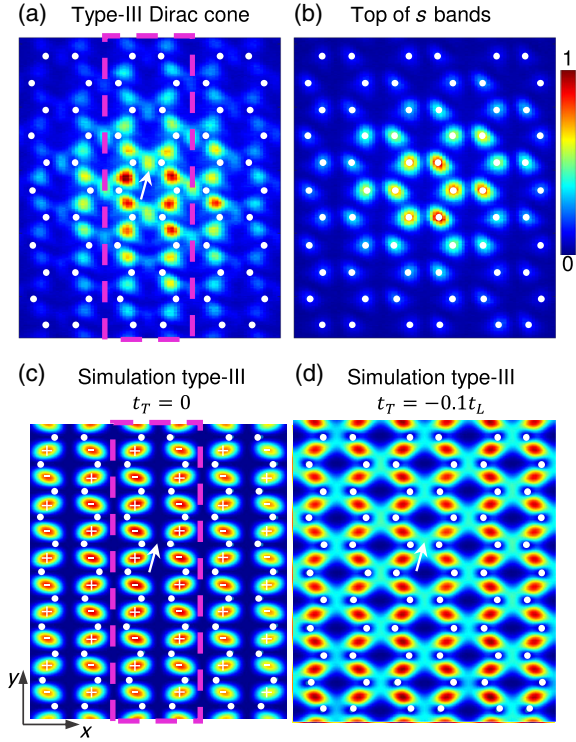 (a) Type-III Dirac cone
(b) Top of s bands
1
0
(c) Simulation type-III
t_T = 0
(d) Simulation type-III
t_T = −0.1t_L
y
x